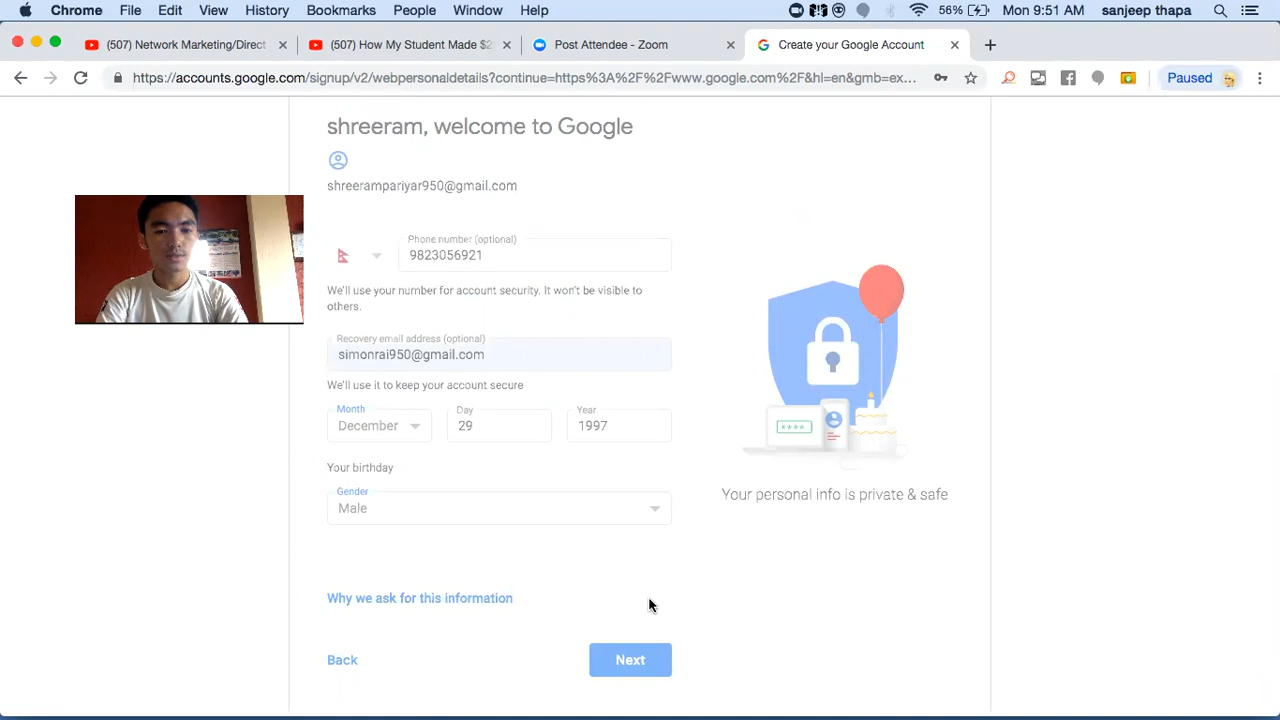 Chrome File Edit View History Bookmarks People Window Help 56% Mon 9:51 AM sanjeep thapa
(507) Network Marketing/Direct (507) How My Student Made $2 Post Attendee - Zoom Create your Google Account
https://accounts.google.com/signup/v2/webpersonaldetails?continue=https%3A%2F%2Fwww.google.com%2F&hl=en&gmb=ex... Paused
shreeram, welcome to Google
shreerampariyar950@gmail.com
Phone number (optional)
9823056921
We'll use your number for account security. It won't be visible to
others.
Recovery email address (optional)
simonrai950@gmail.com
We'll use it to keep your account secure
Month Day Year
December 29 1997
Your birthday
Gender
Male
****
Your personal info is private & safe
Why we ask for this information
Back Next